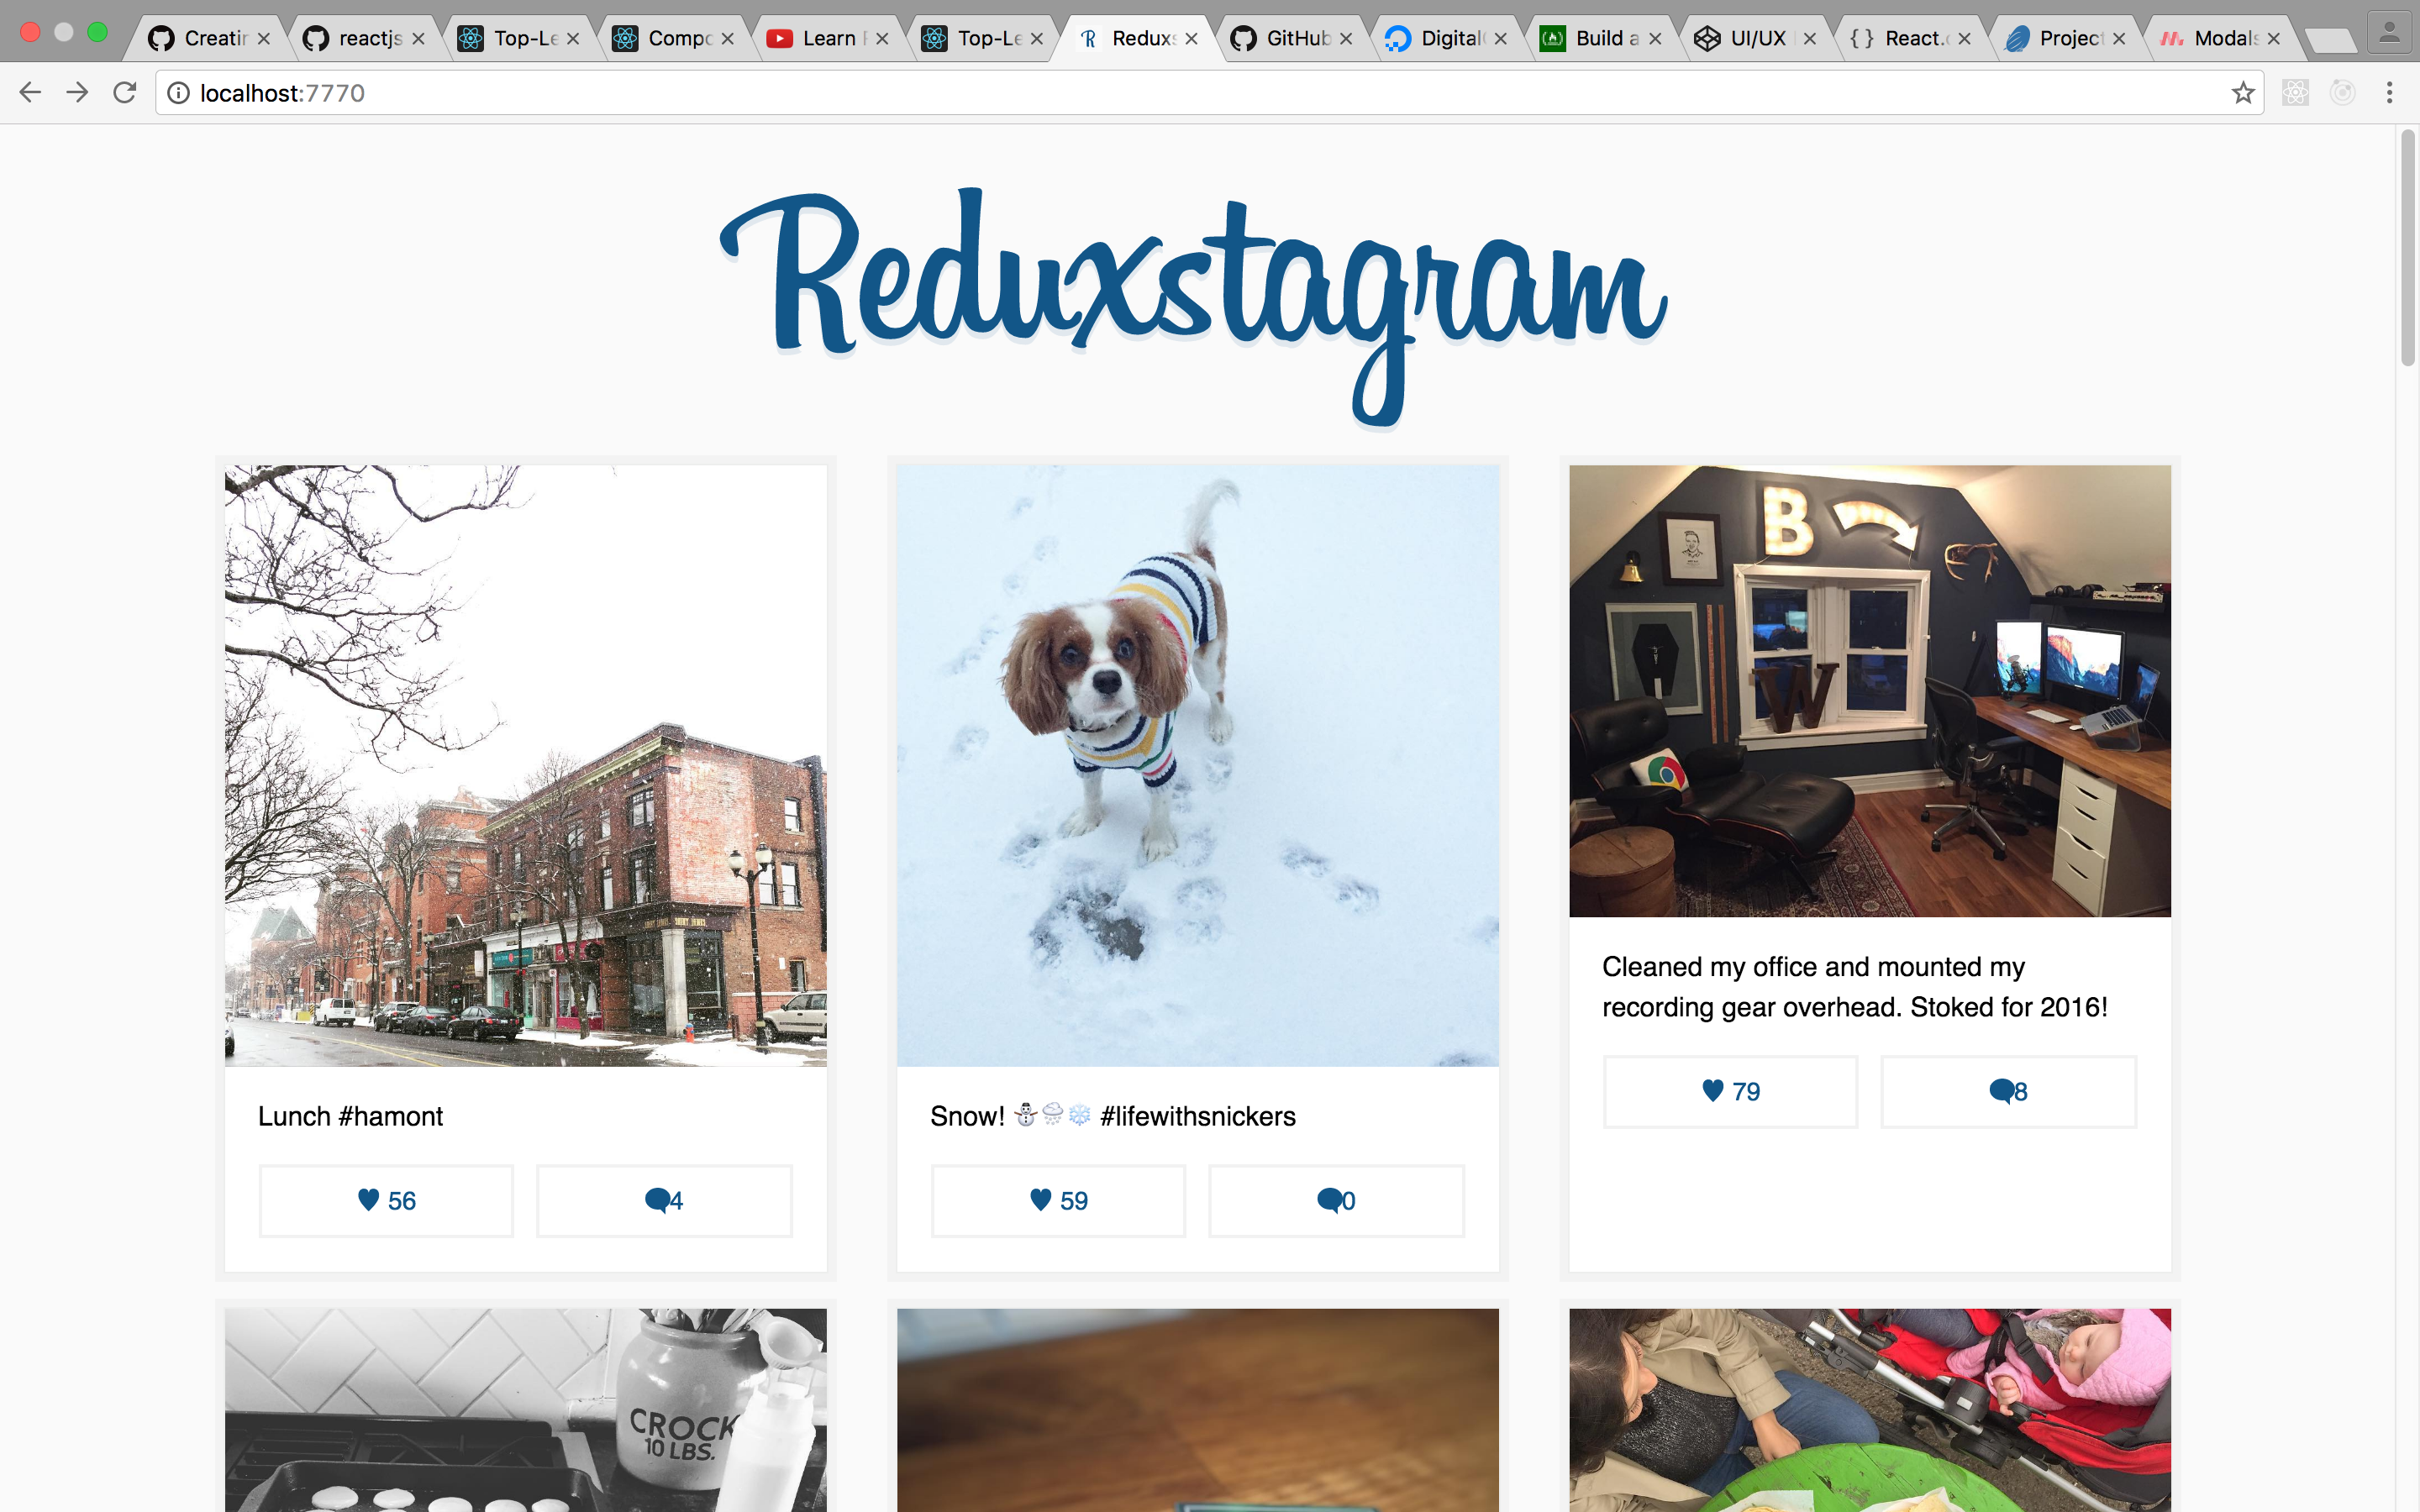 Creatin
reactjs
Top-Le
Compo
Learn
Top-Le
Reduxs
GitHub
Digital
Build a
UI/UX
{ } React.
Project
Modals
localhost:7770
Reduxstagram
B
W
Lunch #hamont
56
4
Snow! ⛄🌨❄️ #lifewithsnickers
59
0
Cleaned my office and mounted my
recording gear overhead. Stoked for 2016!
79
8
CROCK
10 LBS.